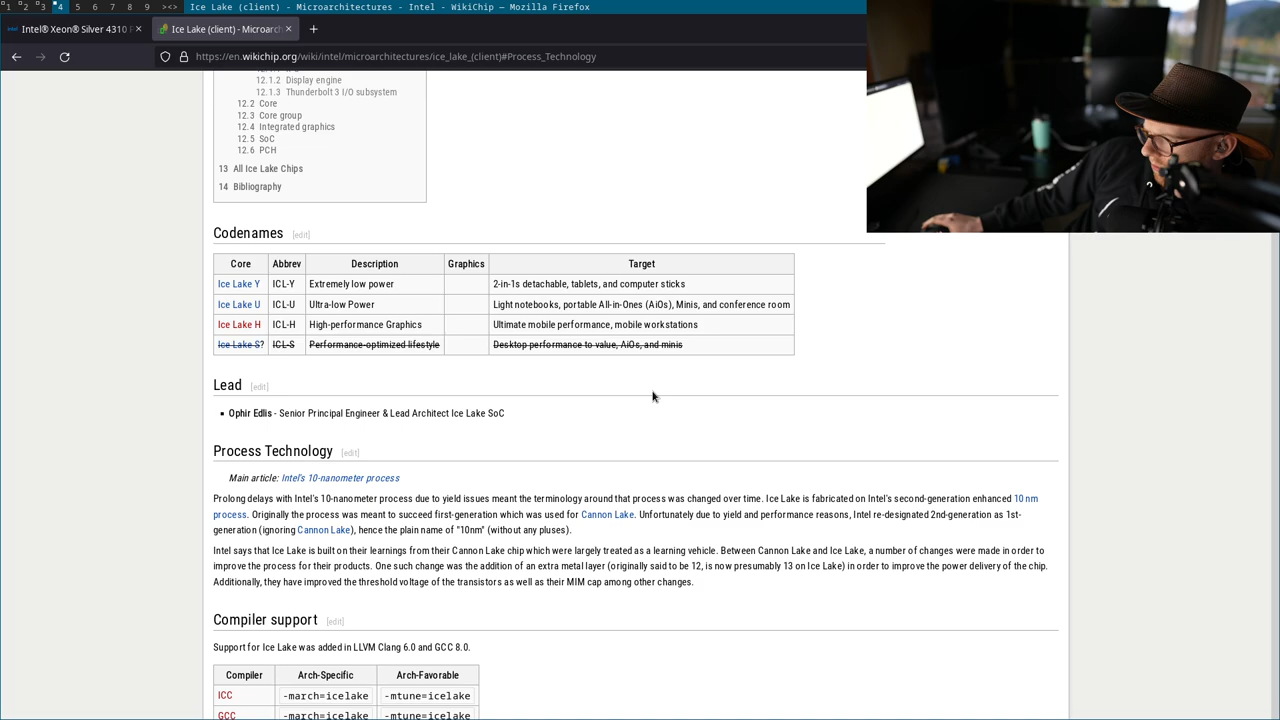 1 2 3 4 5 6 7 8 9 ><> Ice Lake (client) - Microarchitectures - Intel - WikiChip — Mozilla Firefox
Intel® Xeon® Silver 4310 × Ice Lake (client) - Microarch × +
https://en.wikichip.org/wiki/intel/microarchitectures/ice_lake_(client)#Process_Technology
12.1.2 Display engine
12.1.3 Thunderbolt 3 I/O subsystem
12.2 Core
12.3 Core group
12.4 Integrated graphics
12.5 SoC
12.6 PCH
13 All Ice Lake Chips
14 Bibliography
Codenames [edit]
Core Abbrev Description Graphics Target
Ice Lake Y ICL-Y Extremely low power 2-in-1s detachable, tablets, and computer sticks
Ice Lake U ICL-U Ultra-low Power Light notebooks, portable All-in-Ones (AiOs), Minis, and conference room
Ice Lake H ICL-H High-performance Graphics Ultimate mobile performance, mobile workstations
Ice Lake S? ICL-S Performance-optimized lifestyle Desktop performance to value, AiOs, and minis
Lead [edit]
▪ Ophir Edlis - Senior Principal Engineer & Lead Architect Ice Lake SoC
Process Technology [edit]
Main article: Intel's 10-nanometer process
Prolong delays with Intel's 10-nanometer process due to yield issues meant the terminology around that process was changed over time. Ice Lake is fabricated on Intel's second-generation enhanced 10 nm
process. Originally the process was meant to succeed first-generation which was used for Cannon Lake. Unfortunately due to yield and performance reasons, Intel re-designated 2nd-generation as 1st-
generation (ignoring Cannon Lake), hence the plain name of "10nm" (without any pluses).
Intel says that Ice Lake is built on their learnings from their Cannon Lake chip which were largely treated as a learning vehicle. Between Cannon Lake and Ice Lake, a number of changes were made in order to
improve the process for their products. One such change was the addition of an extra metal layer (originally said to be 12, is now presumably 13 on Ice Lake) in order to improve the power delivery of the chip.
Additionally, they have improved the threshold voltage of the transistors as well as their MIM cap among other changes.
Compiler support [edit]
Support for Ice Lake was added in LLVM Clang 6.0 and GCC 8.0.
Compiler Arch-Specific Arch-Favorable
ICC -march=icelake -mtune=icelake
GCC -march=icelake -mtune=icelake